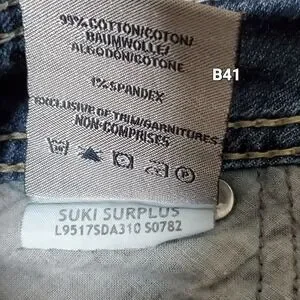 99% COTTON/COTON/
BAUMWOLLE/
ALGODÓN/COTONE
1% SPANDEX
EXCLUSIVE OF TRIM/GARNITURES
NON-COMPRISES
B41
SUKI SURPLUS
L9517SDA310 S0782